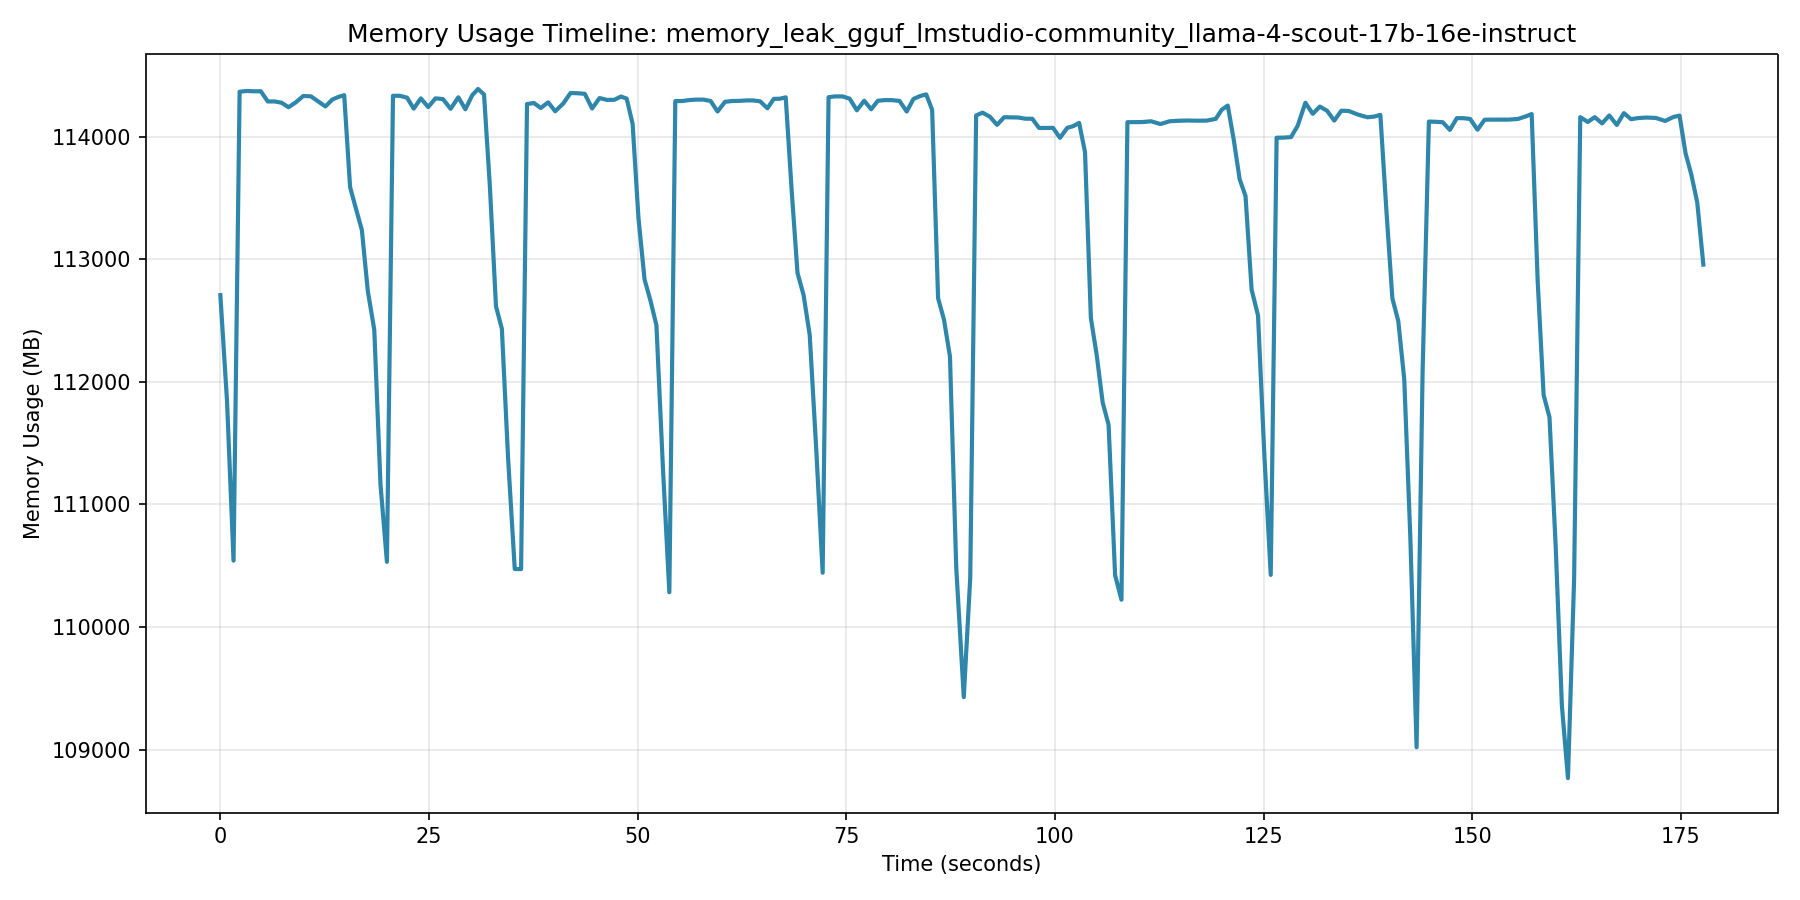 Memory Usage Timeline: memory_leak_gguf_lmstudio-community_llama-4-scout-17b-16e-instruct
Memory Usage (MB)
114000
113000
112000
111000
110000
109000
0 25 50 75 100 125 150 175
Time (seconds)